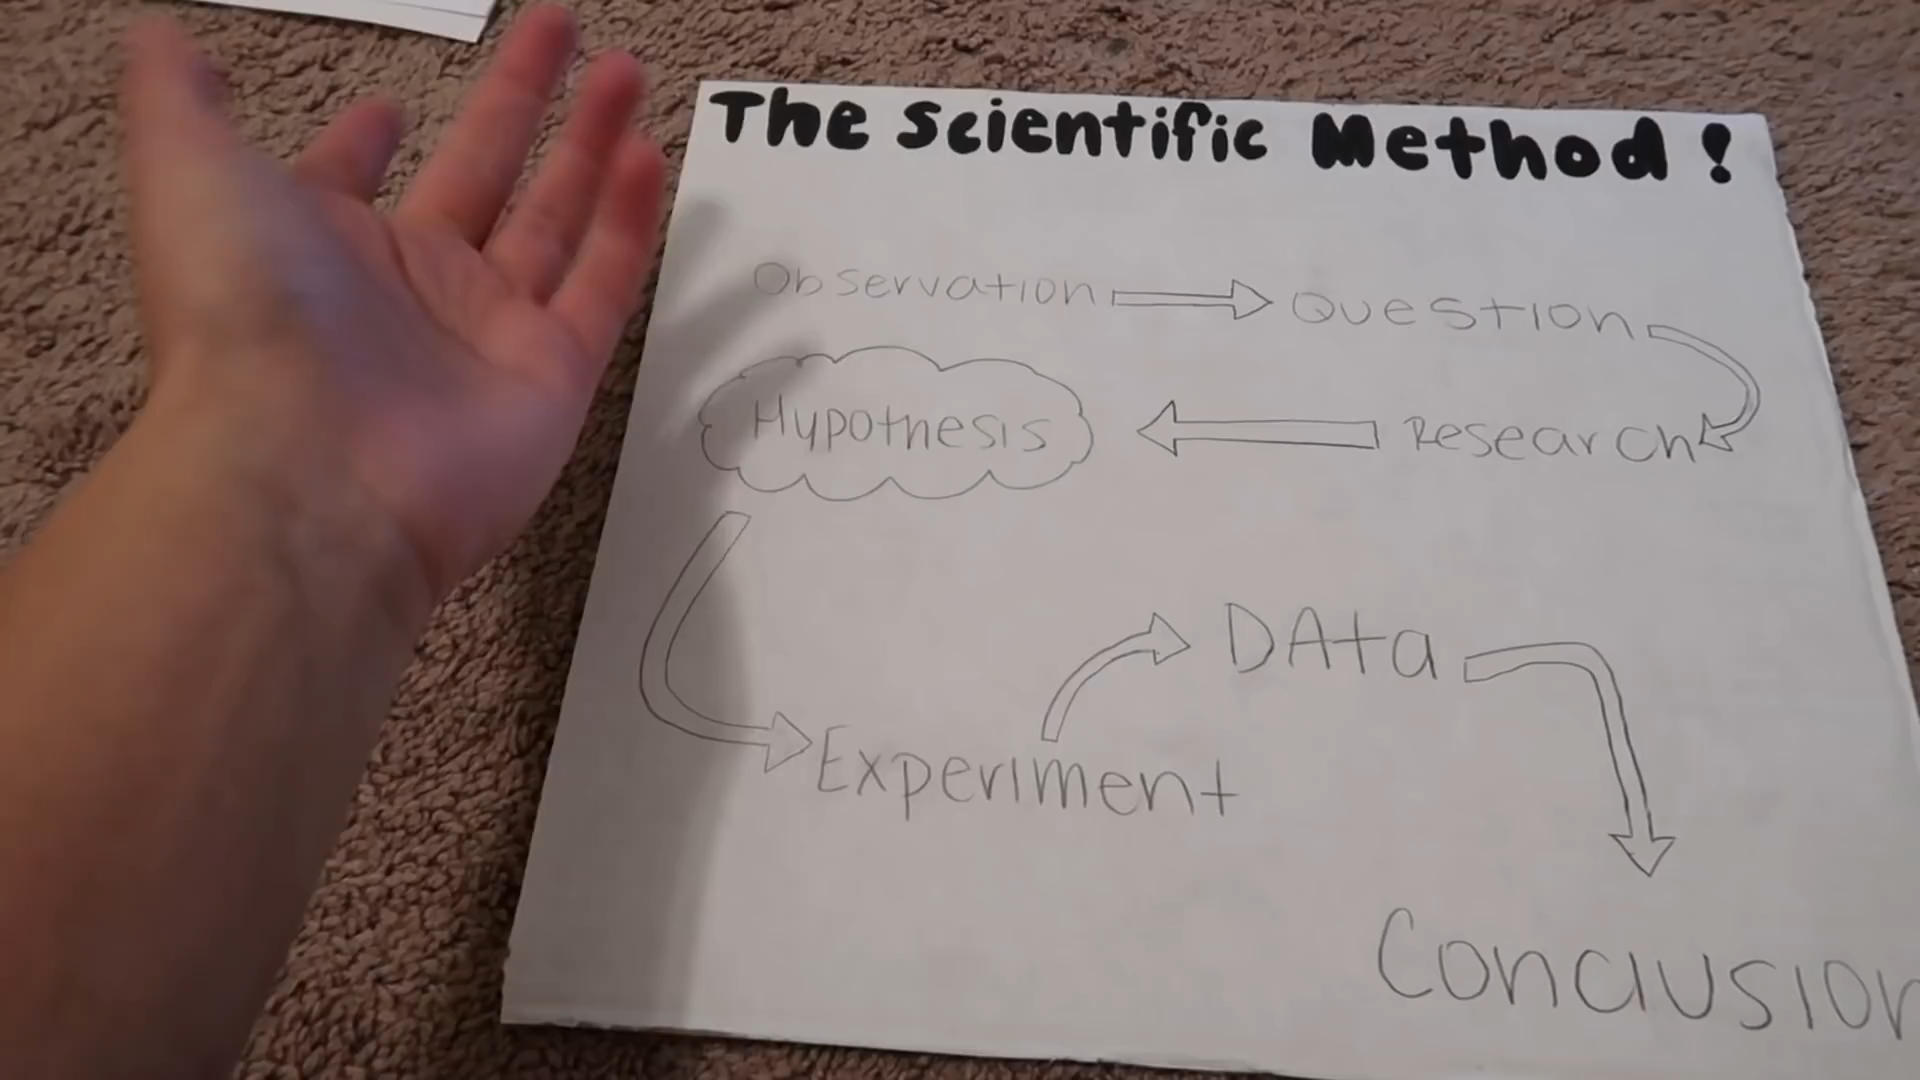 The Scientific Method!
Observation Question
Hypothesis Research
DAta
Experiment
Conclusion